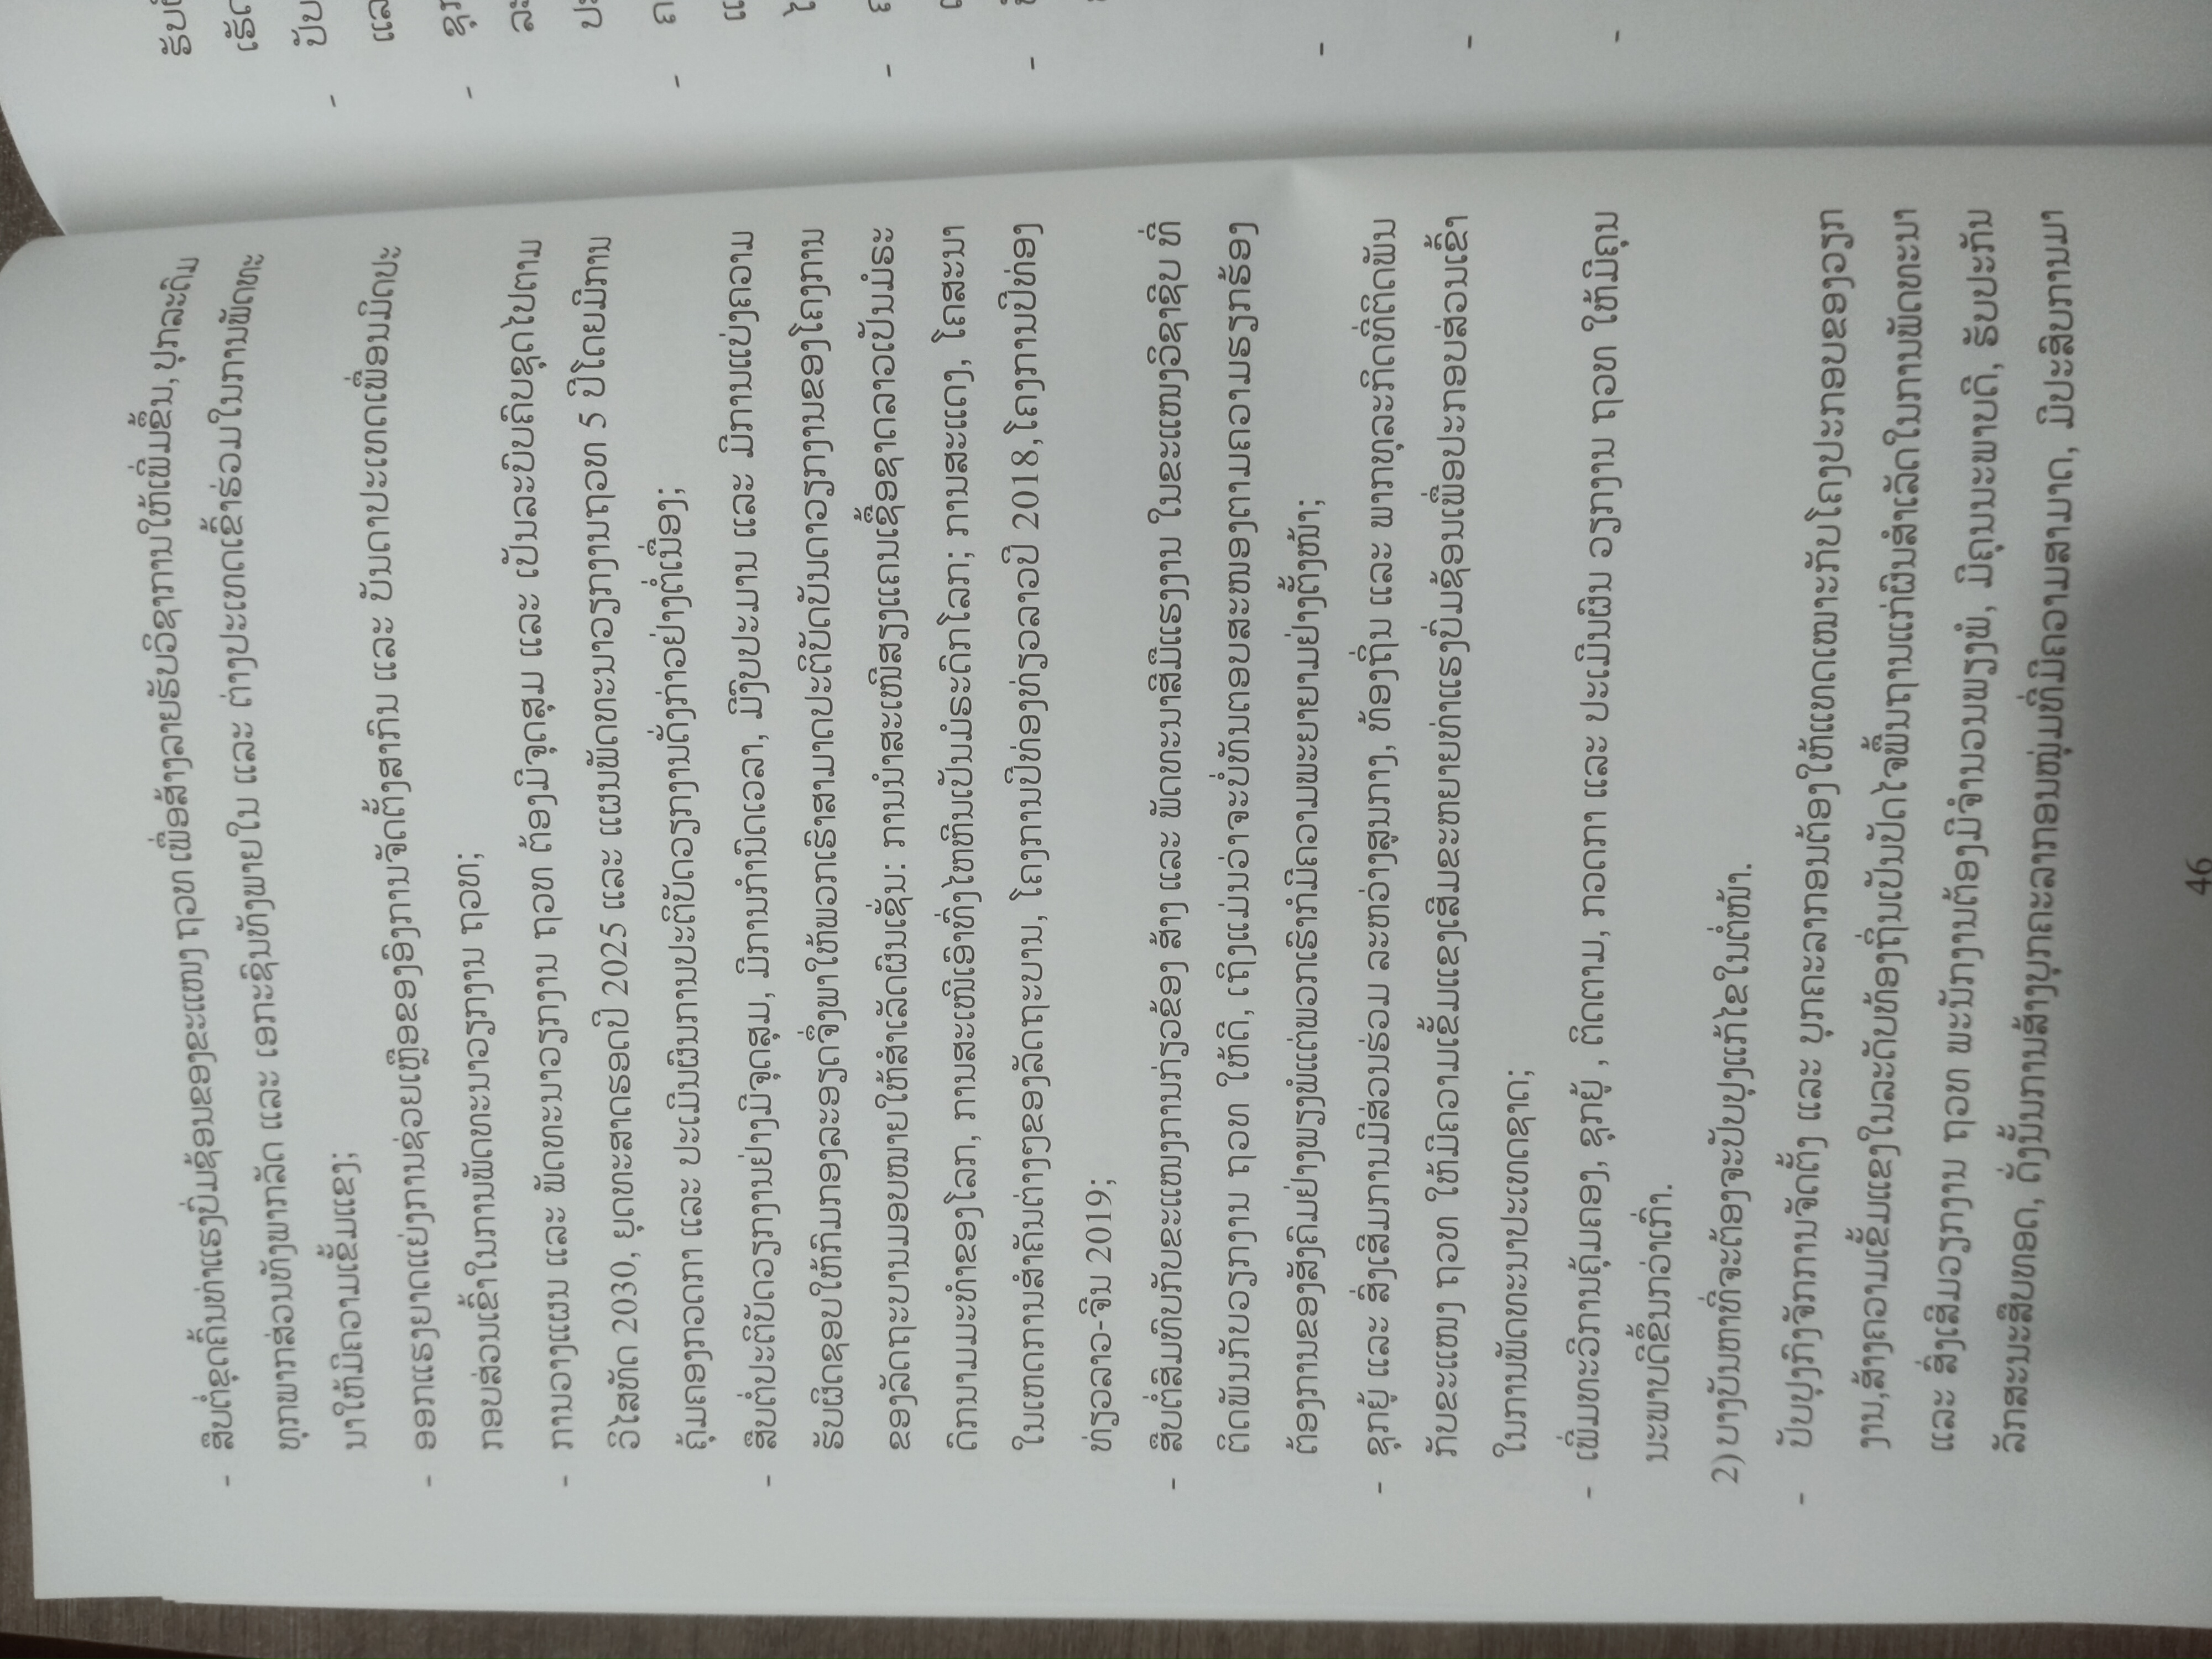 - ສືບຕໍ່ຂຸດຄົ້ນທ່າແຮງບົ່ມຊ້ອນຂອງຂະແໜງ ຖວທ ເພື່ອສ້າງລາຍຮັບວິຊາການໃຫ້ເພີ່ມຂຶ້ນ, ປຸກລະດົມ
ທຸກພາກສ່ວນທັງພາກລັດ ແລະ ເອກະຊົນທັງພາຍໃນ ແລະ ຕ່າງປະເທດເຂົ້າຮ່ວມໃນການພັດທະ
ນາໃຫ້ມີຄວາມເຂັ້ມແຂງ;
- ອອກແຮງຍາດແຍ່ງການຊ່ວຍເຫຼືອຂອງອົງການຈັດຕັ້ງສາກົນ ແລະ ບັນດາປະເທດເພື່ອນມິດປະ
ກອບສ່ວນເຂົ້າໃນການພັດທະນາວຽກງານ ຖວທ;
- ການວາງແຜນ ແລະ ພັດທະນາວຽກງານ ຖວທ ຕ້ອງມີຈຸດສຸມ ແລະ ເປັນລະບົບຄົບຊຸດໄປຕາມ
ວິໄສທັດ 2030, ຍຸດທະສາດຮອດປີ 2025 ແລະ ແຜນພັດທະນາວຽກງານຖວທ 5 ປີໂດຍມີການ
ຄຸ້ມຄອງກວດກາ ແລະ ປະເມີນຜົນການປະຕິບັດວຽກງານດັ່ງກ່າວຢ່າງຕໍ່ເນື່ອງ;
- ສືບຕໍ່ປະຕິບັດວຽກງານຢ່າງມີຈຸດສຸມ, ມີການກຳນົດເວລາ, ມີງົບປະມານ ແລະ ມີການແບ່ງຄວາມ
ຮັບຜິດຊອບໃຫ້ກົມກອງລະອຽດຈຶ່ງພາໃຫ້ພວກເຮົາສາມາດປະຕິບັດບັນດາວຽກງານຂອງໂຄງການ
ຂອງລັດຖະບານມອບໝາຍໃຫ້ສຳເລັດຜົນເຊັ່ນ: ການນຳສະເໜີສຽງແຄນເຊື້ອຊາດລາວເປັນມໍຣະ
ດົກນາມມະທຳຂອງໂລກ, ການສະເໜີເອົາທົ່ງໄຫຫີນເປັນມໍຣະດົກໂລກ; ການສະແດງ, ໂຄສະນາ
ໃນເທດການສຳຄັນຕ່າງໆຂອງລັດຖະບານ, ໂຄງການປີທ່ອງທ່ຽວລາວປີ 2018,ໂຄງການປີທ່ອງ
ທ່ຽວລາວ-ຈີນ 2019;
- ສືບຕໍ່ສົມທົບກັບຂະແໜງການກ່ຽວຂ້ອງ ສ້າງ ແລະ ພັດທະນາສີມືແຮງງານ ໃນຂະແໜງວິຊາຊີບ ທີ່
ຕິດພັນກັບວຽກງານ ຖວທ ໃຫ້ດີ, ເຖິງແມ່ນວ່າຈະບໍ່ທັນຕອບສະໜອງຕາມຄວາມຮຽກຮ້ອງ
ຕ້ອງການຂອງສັງຄົມຢ່າງພຽງພໍແຕ່ພວກເຮົາກໍ່ມີຄວາມພະຍາຍາມຢ່າງຕັ້ງໜ້າ;
- ຊຸກຍູ້ ແລະ ສົ່ງເສີມການມີສ່ວນຮ່ວມ ລະຫວ່າງສູນກາງ, ທ້ອງຖິ່ນ ແລະ ພາກທຸລະກິດທີ່ຕິດພັນ
ກັບຂະແໜງ ຖວທ ໃຫ້ມີຄວາມເຂັ້ມແຂງເສີມຂະຫຍາຍທ່າແຮງບົ່ມຊ້ອນເພື່ອປະກອບສ່ວນເຂົ້າ
ໃນການພັດທະນາປະເທດຊາດ;
- ເພີ່ມທະວີການຄຸ້ມຄອງ, ຊຸກຍູ້ , ຕິດຕາມ, ກວດກາ ແລະ ປະເມີນຜົນ ວຽກງານ ຖວທ ໃຫ້ມີຄຸນ
ນະພາບດີຂຶ້ນກວ່າເກົ່າ.
2) ບາງບັນຫາທີ່ຈະຕ້ອງຈະປັບປຸງແກ້ໄຂໃນຕໍ່ໜ້າ.
- ປັບປຸງກົງຈັກການຈັດຕັ້ງ ແລະ ບຸກຄະລາກອນຕ້ອງໃຫ້ແທດເໝາະກັບໂຄງປະກອບຂອງວຽກ
ງານ,ສ້າງຄວາມເຂັ້ມແຂງໃນລະດັບທ້ອງຖິ່ນເປັນປັດໄຈພື້ນຖານແກ່ຜົນສຳເລັດໃນການພັດທະນາ
ແລະ ສົ່ງເສີມວຽກງານ ຖວທ ພະນັກງານຕ້ອງມີຈຳນວນພຽງພໍ, ມີຄຸນນະພາບດີ, ຮັບປະກັນ
ລັກສະນະສືບທອດ, ດັ່ງນັ້ນການສ້າງບຸກຄະລາກອນໜຸ່ມທີ່ມີຄວາມສາມາດ, ມີປະສົບການມາ
46